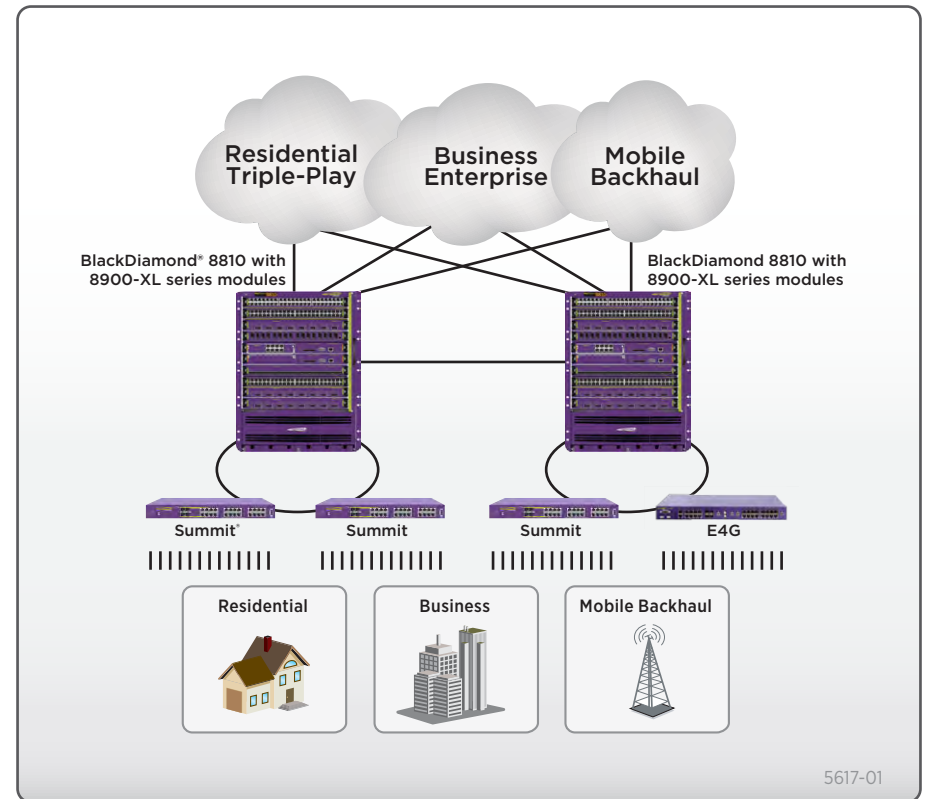 Residential
Triple-Play
Business
Enterprise
Mobile
Backhaul
BlackDiamond® 8810 with
8900-XL series modules
BlackDiamond 8810 with
8900-XL series modules
Summit®
Summit
Summit
E4G
Residential
Business
Mobile Backhaul
5617-01